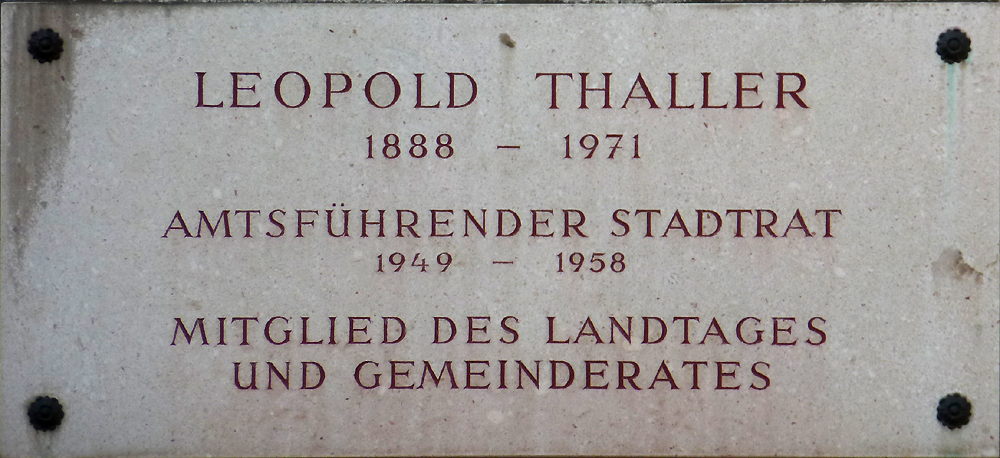 LEOPOLD THALLER
1888 – 1971
AMTSFÜHRENDER STADTRAT
1949 – 1958
MITGLIED DES LANDTAGES
UND GEMEINDERATES